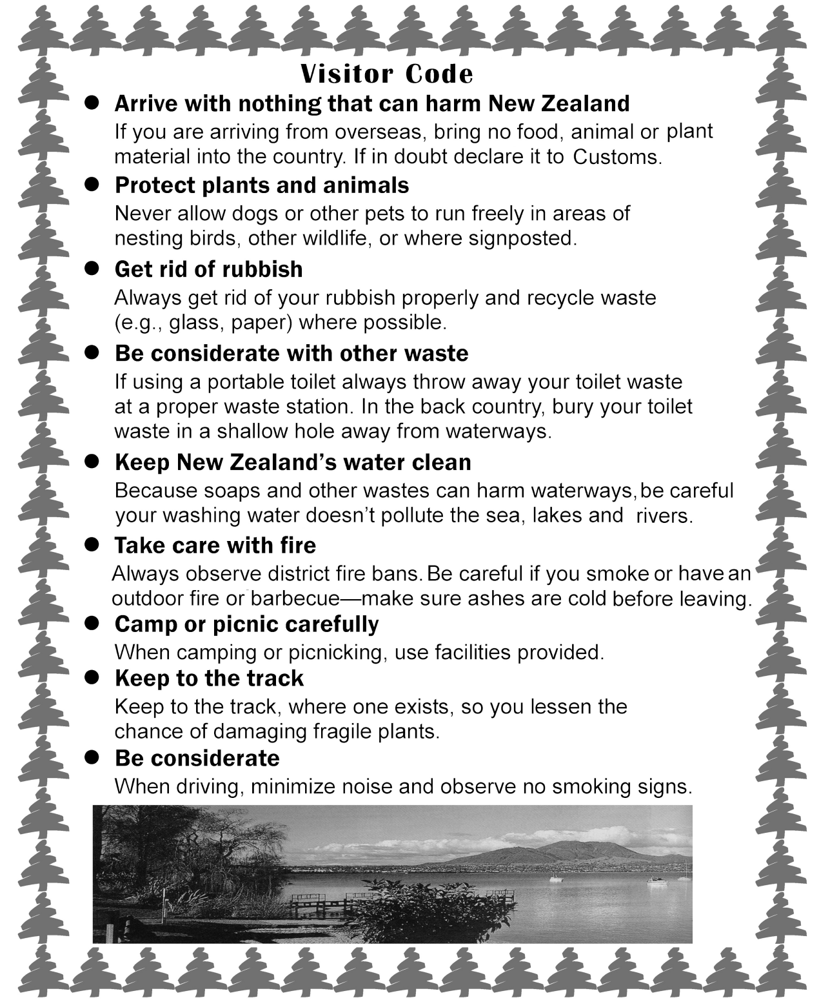 Visitor Code
● Arrive with nothing that can harm New Zealand
If you are arriving from overseas, bring no food, animal or plant
material into the country. If in doubt declare it to Customs.
● Protect plants and animals
Never allow dogs or other pets to run freely in areas of
nesting birds, other wildlife, or where signposted.
● Get rid of rubbish
Always get rid of your rubbish properly and recycle waste
(e.g., glass, paper) where possible.
● Be considerate with other waste
If using a portable toilet always throw away your toilet waste
at a proper waste station. In the back country, bury your toilet
waste in a shallow hole away from waterways.
● Keep New Zealand’s water clean
Because soaps and other wastes can harm waterways, be careful
your washing water doesn’t pollute the sea, lakes and rivers.
● Take care with fire
Always observe district fire bans. Be careful if you smoke or have an
outdoor fire or barbecue—make sure ashes are cold before leaving.
● Camp or picnic carefully
When camping or picnicking, use facilities provided.
● Keep to the track
Keep to the track, where one exists, so you lessen the
chance of damaging fragile plants.
● Be considerate
When driving, minimize noise and observe no smoking signs.